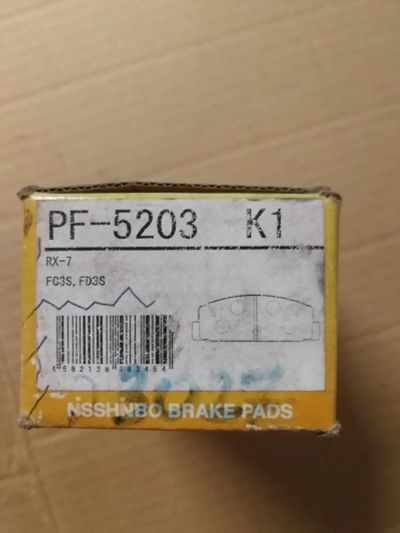 PF-5203 K1
RX-7
FC3S, FD3S
NISSHINBO BRAKE PADS